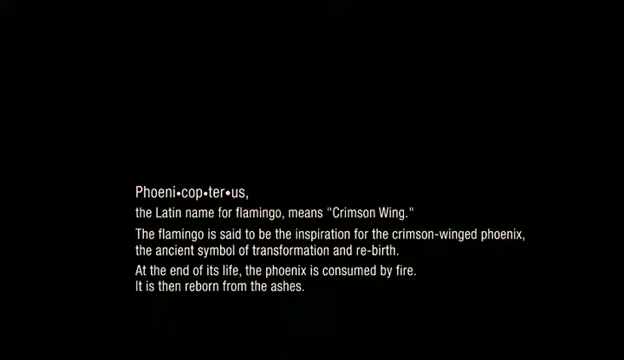 Phoeni•cop•ter•us,
the Latin name for flamingo, means "Crimson Wing."
The flamingo is said to be the inspiration for the crimson-winged phoenix,
the ancient symbol of transformation and re-birth.
At the end of its life, the phoenix is consumed by fire.
It is then reborn from the ashes.